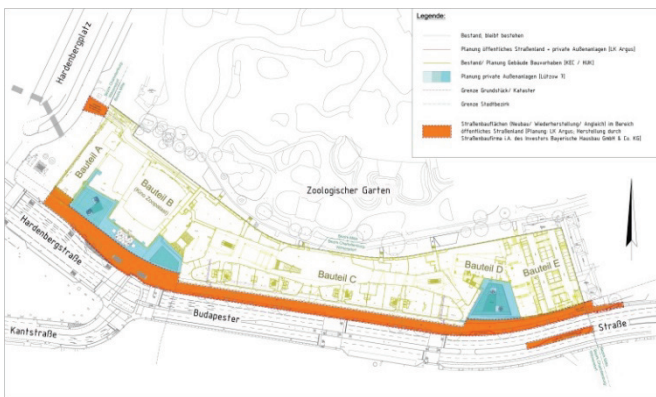 Legende:
Bestand, bleibt bestehen
Planung öffentliches Straßenland + private Außenanlagen (LK Argus)
Bestand/ Planung Gebäude Bauvorhaben (KEC / HUK)
Planung private Außenanlagen (Lützow 7)
Grenze Grundstück/ Kataster
Grenze Stadtbezirk
Straßenbauflächen (Neubau/ Wiederherstellung/ Angleich) im Bereich
öffentliches Straßenland (Planung: LK Argus; Herstellung durch
Straßenbaufirma i.A. des Investors Bayerische Hausbau GmbH & Co. KG)
Hardenbergplatz
Bauteil A
Bauteil B
Zoologischer Garten
Hardenbergstraße
Bauteil C
Bauteil D
Bauteil E
Kantstraße
Budapester
Straße